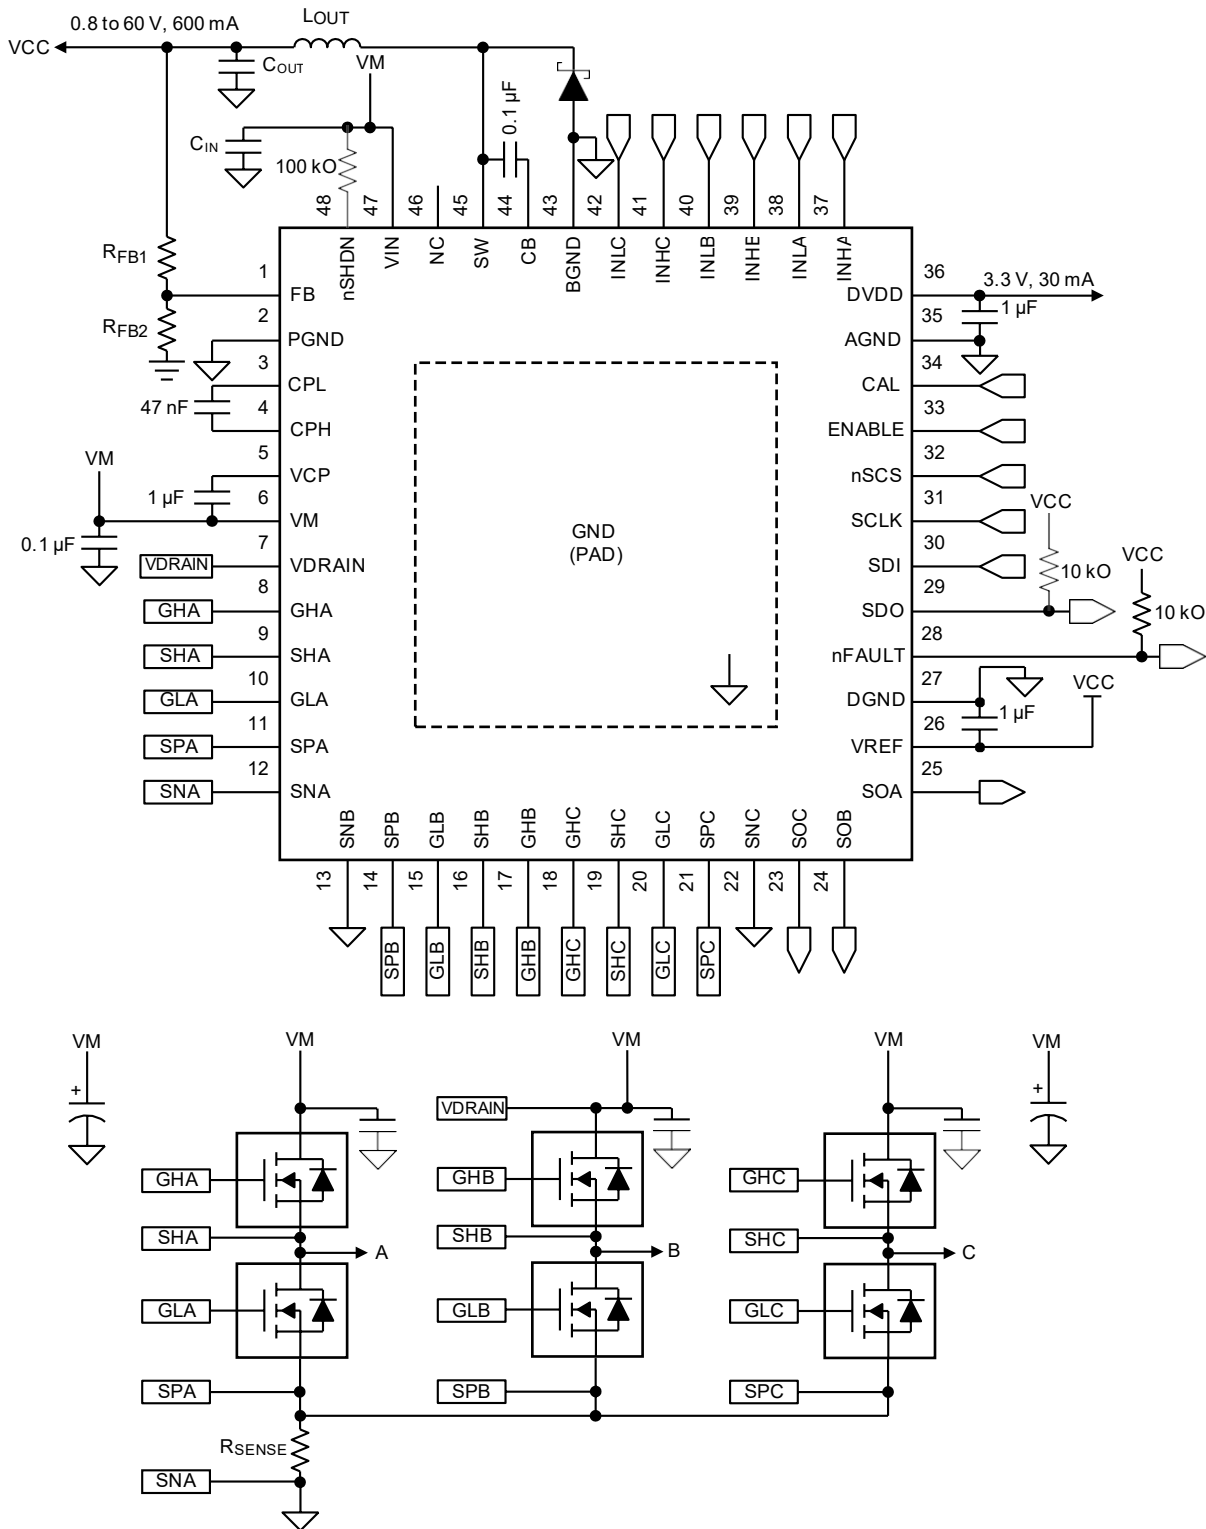 0.8 to 60 V, 600 mA
LOUT
VCC
VM
COUT
0.1 µF
CIN
100 kO
48
47
46
45
44
43
42
41
40
39
38
37
nSHDN
VIN
NC
SW
CB
BGND
INLC
INHC
INLB
INHB
INLA
INHA
RFB1
RFB2
1
FB
2
PGND
3
CPL
47 nF
4
CPH
5
VCP
VM
1 µF
6
VM
0.1 µF
7
VDRAIN
VDRAIN
8
GHA
GHA
9
SHA
SHA
10
GLA
GLA
11
SPA
SPA
12
SNA
SNA
GND
(PAD)
36
DVDD
3.3 V, 30 mA
1 µF
35
AGND
34
CAL
33
ENABLE
32
nSCS
31
SCLK
VCC
30
SDI
10 kO
VCC
29
SDO
10 kO
28
nFAULT
27
DGND
VCC
1 µF
26
VREF
25
SOA
SNB
SPB
GLB
SHB
GHB
GHC
SHC
GLC
SPC
SNC
SOC
SOB
13
14
15
16
17
18
19
20
21
22
23
24
SPB
GLB
SHB
GHB
GHC
SHC
GLC
SPC
VM
VM
VM
VM
VM
+
+
VDRAIN
GHA
GHB
GHC
SHA
SHB
SHC
A
B
C
GLA
GLB
GLC
SPA
SPB
SPC
RSENSE
SNA